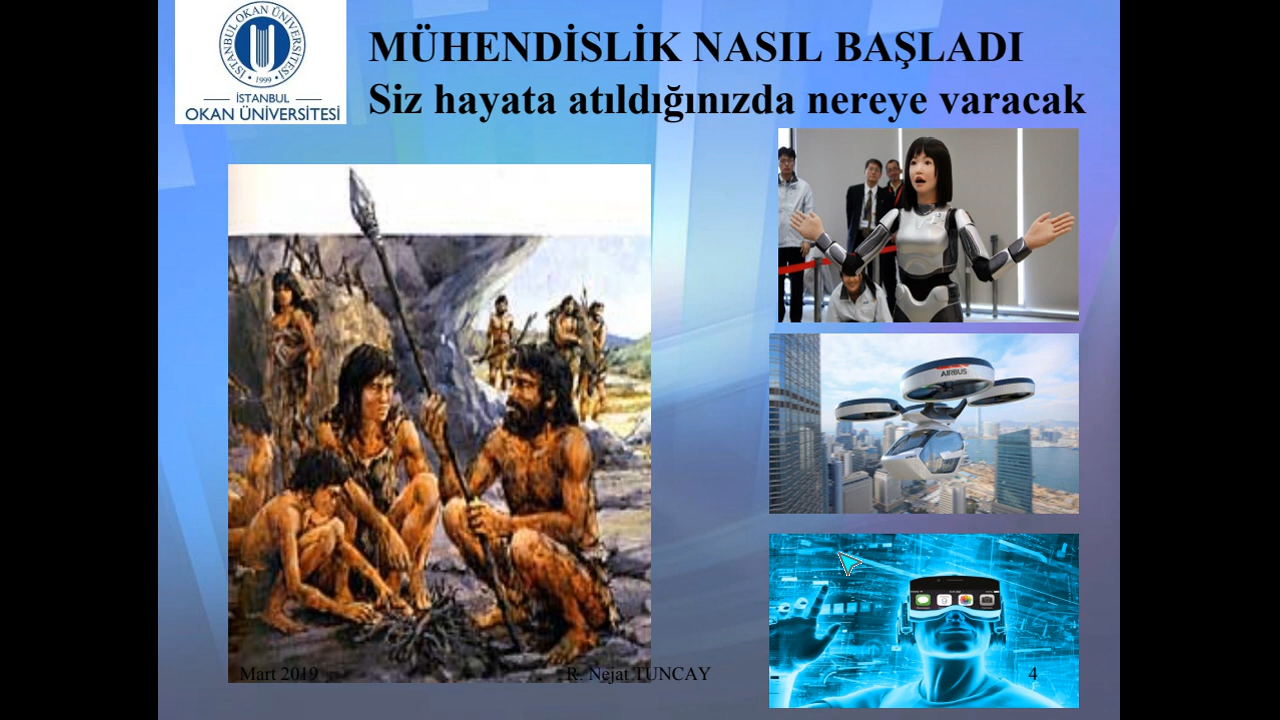 İSTANBUL OKAN ÜNİVERSİTESİ
1999
İSTANBUL
OKAN ÜNİVERSİTESİ
MÜHENDİSLİK NASIL BAŞLADI
Siz hayata atıldığınızda nereye varacak
AIRBUS
Mart 2019
R. Nejat TUNCAY
4